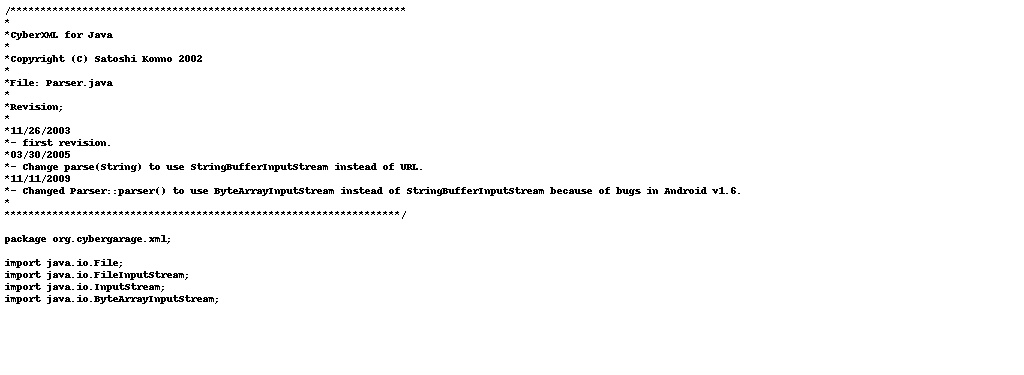 /******************************************************************
*
*CyberXML for Java
*
*Copyright (C) Satoshi Konno 2002
*
*File: Parser.java
*
*Revision;
*
*11/26/2003
*- first revision.
*03/30/2005
*- Change parse(String) to use StringBufferInputStream instead of URL.
*11/11/2009
*- Changed Parser::parser() to use ByteArrayInputStream instead of StringBufferInputStream because of bugs in Android v1.6.
*
******************************************************************/
package org.cybergarage.xml;
import java.io.File;
import java.io.FileInputStream;
import java.io.InputStream;
import java.io.ByteArrayInputStream;